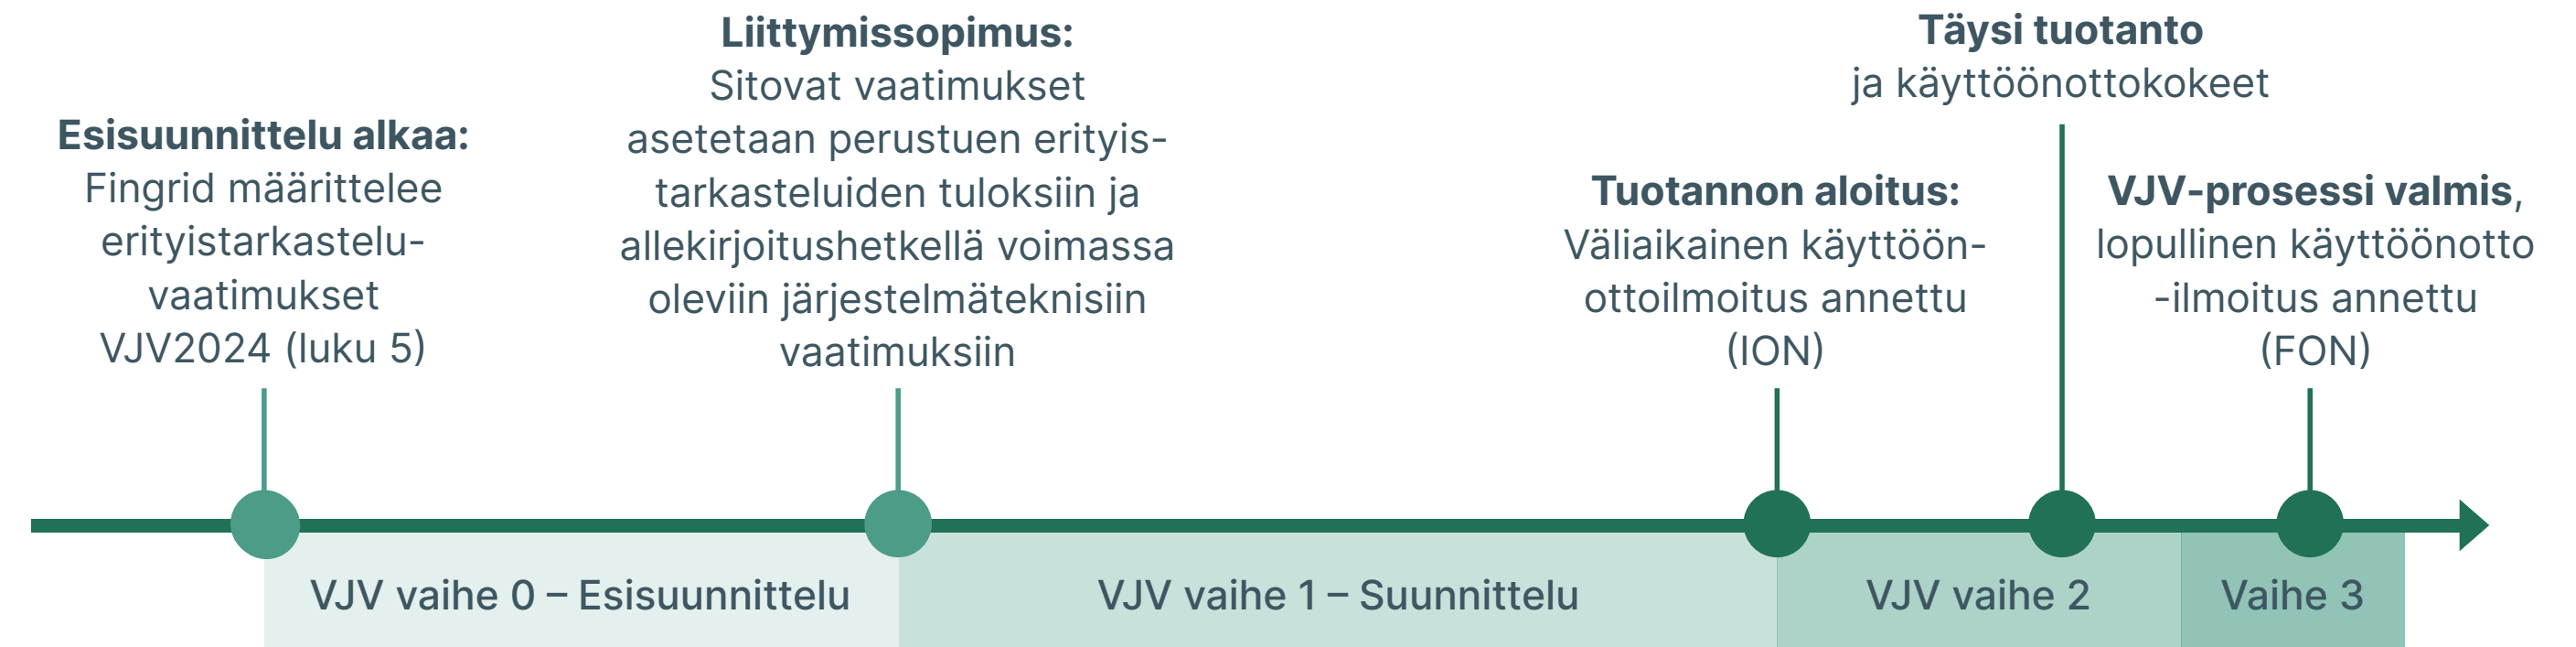 Esisuunnittelu alkaa:
Fingrid määrittelee
erityistarkastelu-
vaatimukset
VJV2024 (luku 5)
Liittymissopimus:
Sitovat vaatimukset
asetetaan perustuen erityis-
tarkasteluiden tuloksiin ja
allekirjoitushetkellä voimassa
oleviin järjestelmäteknisiin
vaatimuksiin
Tuotannon aloitus:
Väliaikainen käyttöön-
ottoilmoitus annettu
(ION)
Täysi tuotanto
ja käyttöönottokokeet
VJV-prosessi valmis,
lopullinen käyttöönotto
-ilmoitus annettu
(FON)
VJV vaihe 0 – Esisuunnittelu
VJV vaihe 1 – Suunnittelu
VJV vaihe 2
Vaihe 3